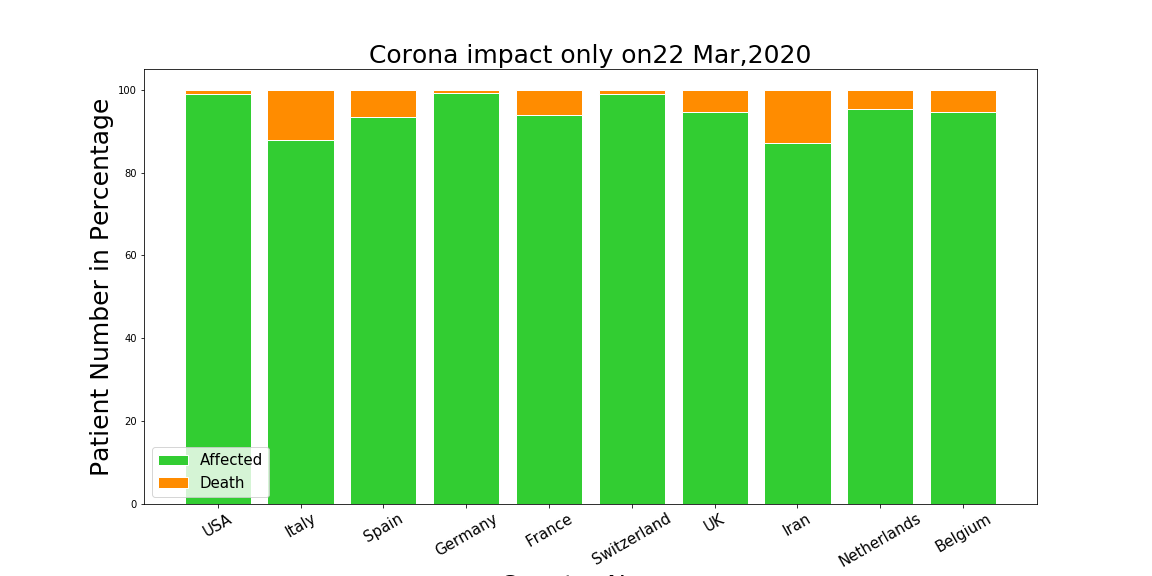 Corona impact only on22 Mar,2020
Patient Number in Percentage
100
80
60
40
20
0
Affected
Death
USA
Italy
Spain
Germany
France
Switzerland
UK
Iran
Netherlands
Belgium